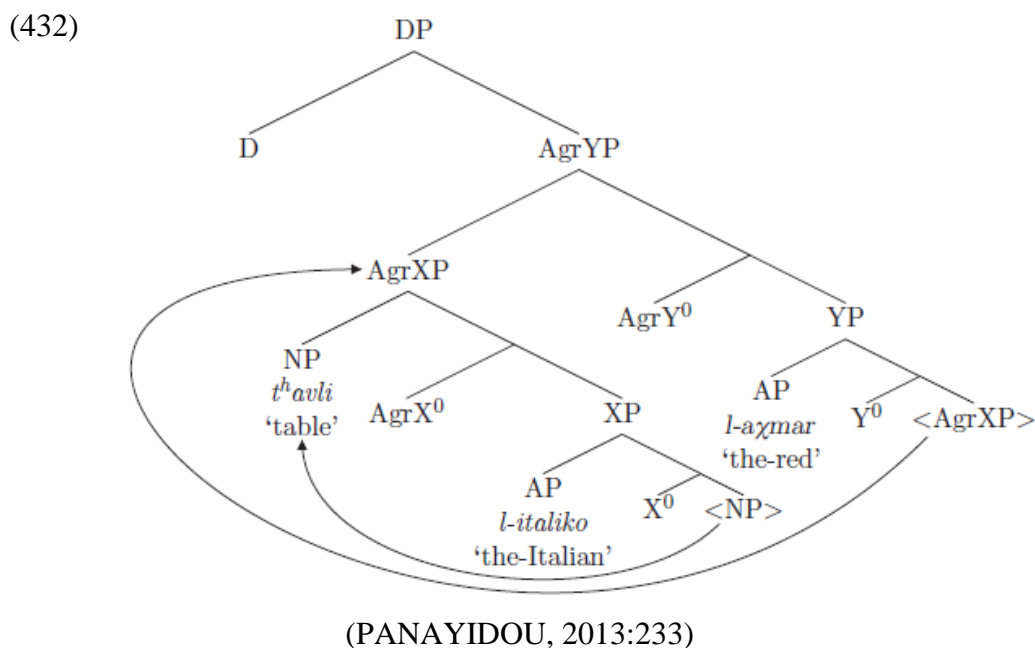 (432)
DP
D AgrYP
AgrXP
AgrY⁰ YP
NP
tʰavli
‘table’
AgrX⁰ XP
AP
l-aχmar
‘the-red’
Y⁰ <AgrXP>
AP
l-italiko
‘the-Italian’
X⁰ <NP>
(PANAYIDOU, 2013:233)